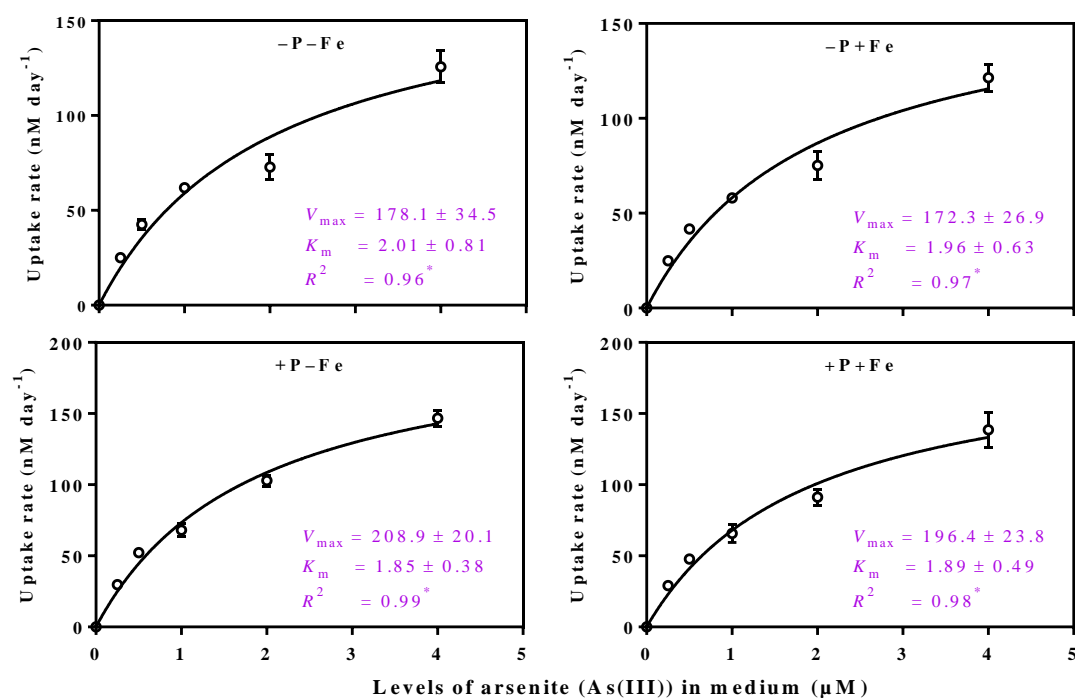 −P−Fe
Uptake rate (nM day-1)
150
100
50
0
Vmax = 178.1 ± 34.5
Km = 2.01 ± 0.81
R2 = 0.96*
−P+Fe
Uptake rate (nM day-1)
150
100
50
0
Vmax = 172.3 ± 26.9
Km = 1.96 ± 0.63
R2 = 0.97*
+P−Fe
Uptake rate (nM day-1)
200
150
100
50
0
Vmax = 208.9 ± 20.1
Km = 1.85 ± 0.38
R2 = 0.99*
0 1 2 3 4 5
+P+Fe
Uptake rate (nM day-1)
200
150
100
50
0
Vmax = 196.4 ± 23.8
Km = 1.89 ± 0.49
R2 = 0.98*
0 1 2 3 4 5
Levels of arsenite (As(III)) in medium (µM)